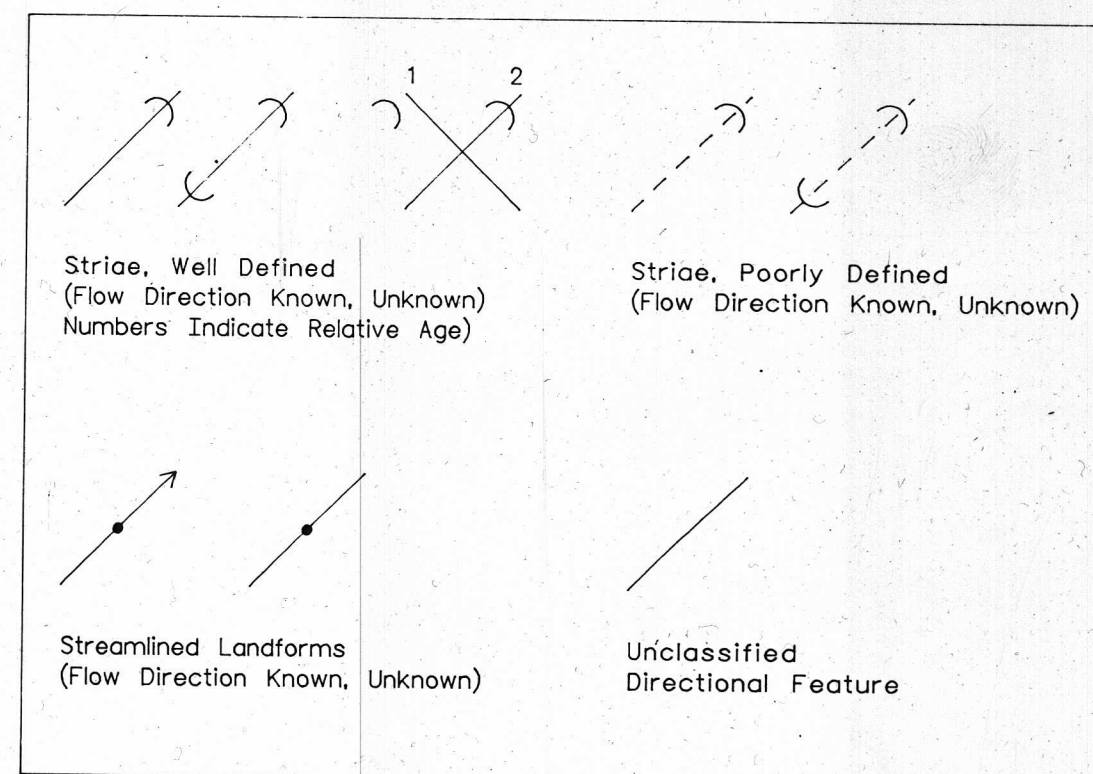 1 2
Striae, Well Defined
(Flow Direction Known, Unknown)
Numbers Indicate Relative Age)
Striae, Poorly Defined
(Flow Direction Known, Unknown)
Streamlined Landforms
(Flow Direction Known, Unknown)
Unclassified
Directional Feature